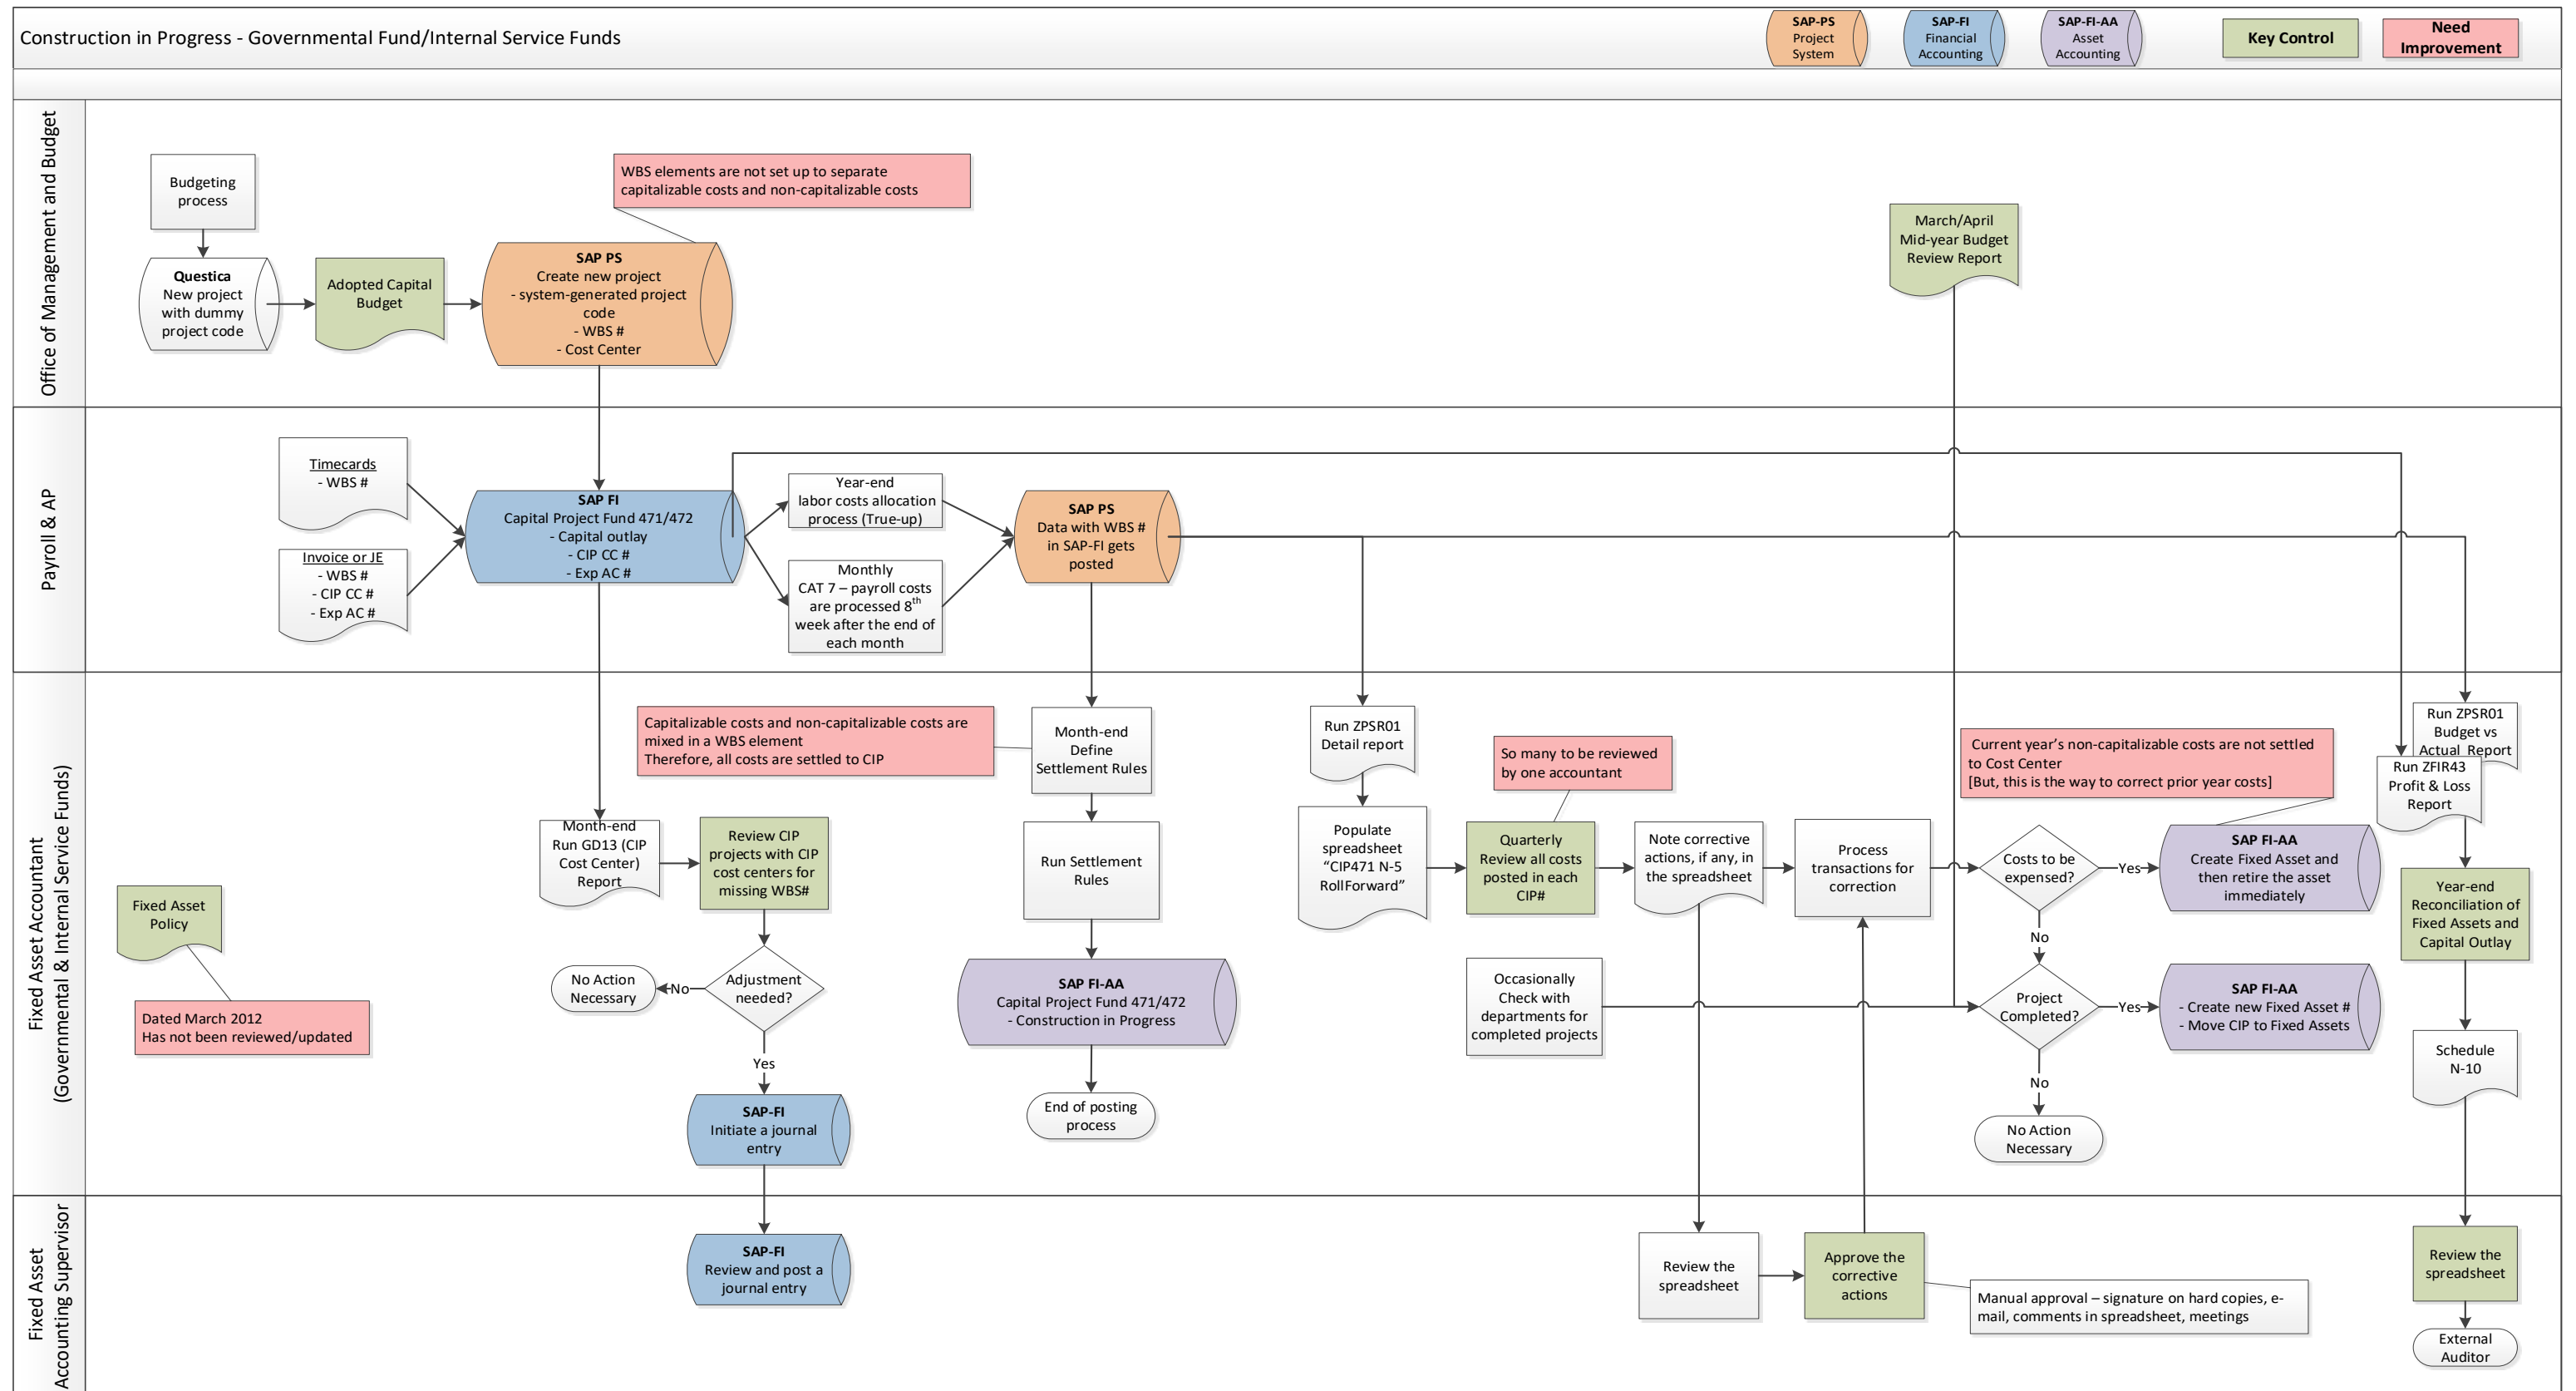 Construction in Progress - Governmental Fund/Internal Service Funds
SAP-PS
Project
System
SAP-FI
Financial
Accounting
SAP-FI-AA
Asset
Accounting
Key Control
Need
Improvement
Office of Management and Budget
Budgeting
process
Questica
New project
with dummy
project code
Adopted Capital
Budget
WBS elements are not set up to separate
capitalizable costs and non-capitalizable costs
SAP PS
Create new project
- system-generated project
code
- WBS #
- Cost Center
March/April
Mid-year Budget
Review Report
Payroll & AP
Timecards
- WBS #
Invoice or JE
- WBS #
- CIP CC #
- Exp AC #
SAP FI
Capital Project Fund 471/472
- Capital outlay
- CIP CC #
- Exp AC #
Year-end
labor costs allocation
process (True-up)
Monthly
CAT 7 – payroll costs
are processed 8th
week after the end of
each month
SAP PS
Data with WBS #
in SAP-FI gets
posted
Fixed Asset Accountant
(Governmental & Internal Service Funds)
Fixed Asset
Policy
Dated March 2012
Has not been reviewed/updated
Month-end
Run GD13 (CIP
Cost Center)
Report
Review CIP
projects with CIP
cost centers for
missing WBS#
Adjustment
needed?
No
No Action
Necessary
Yes
SAP-FI
Initiate a journal
entry
Capitalizable costs and non-capitalizable costs are
mixed in a WBS element
Therefore, all costs are settled to CIP
Month-end
Define
Settlement Rules
Run Settlement
Rules
SAP FI-AA
Capital Project Fund 471/472
- Construction in Progress
End of posting
process
Run ZPSR01
Detail report
Populate
spreadsheet
“CIP471 N-5
RollForward”
So many to be reviewed
by one accountant
Quarterly
Review all costs
posted in each
CIP#
Note corrective
actions, if any, in
the spreadsheet
Process
transactions for
correction
Occasionally
Check with
departments for
completed projects
Costs to be
expensed?
Yes
No
Project
Completed?
Yes
No
No Action
Necessary
Current year’s non-capitalizable costs are not settled
to Cost Center
[But, this is the way to correct prior year costs]
SAP FI-AA
Create Fixed Asset and
then retire the asset
immediately
SAP FI-AA
- Create new Fixed Asset #
- Move CIP to Fixed Assets
Run ZPSR01
Budget vs
Actual Report
Run ZFIR43
Profit & Loss
Report
Year-end
Reconciliation of
Fixed Assets and
Capital Outlay
Schedule
N-10
Fixed Asset
Accounting Supervisor
SAP-FI
Review and post a
journal entry
Review the
spreadsheet
Approve the
corrective
actions
Manual approval – signature on hard copies, e-
mail, comments in spreadsheet, meetings
Review the
spreadsheet
External
Auditor